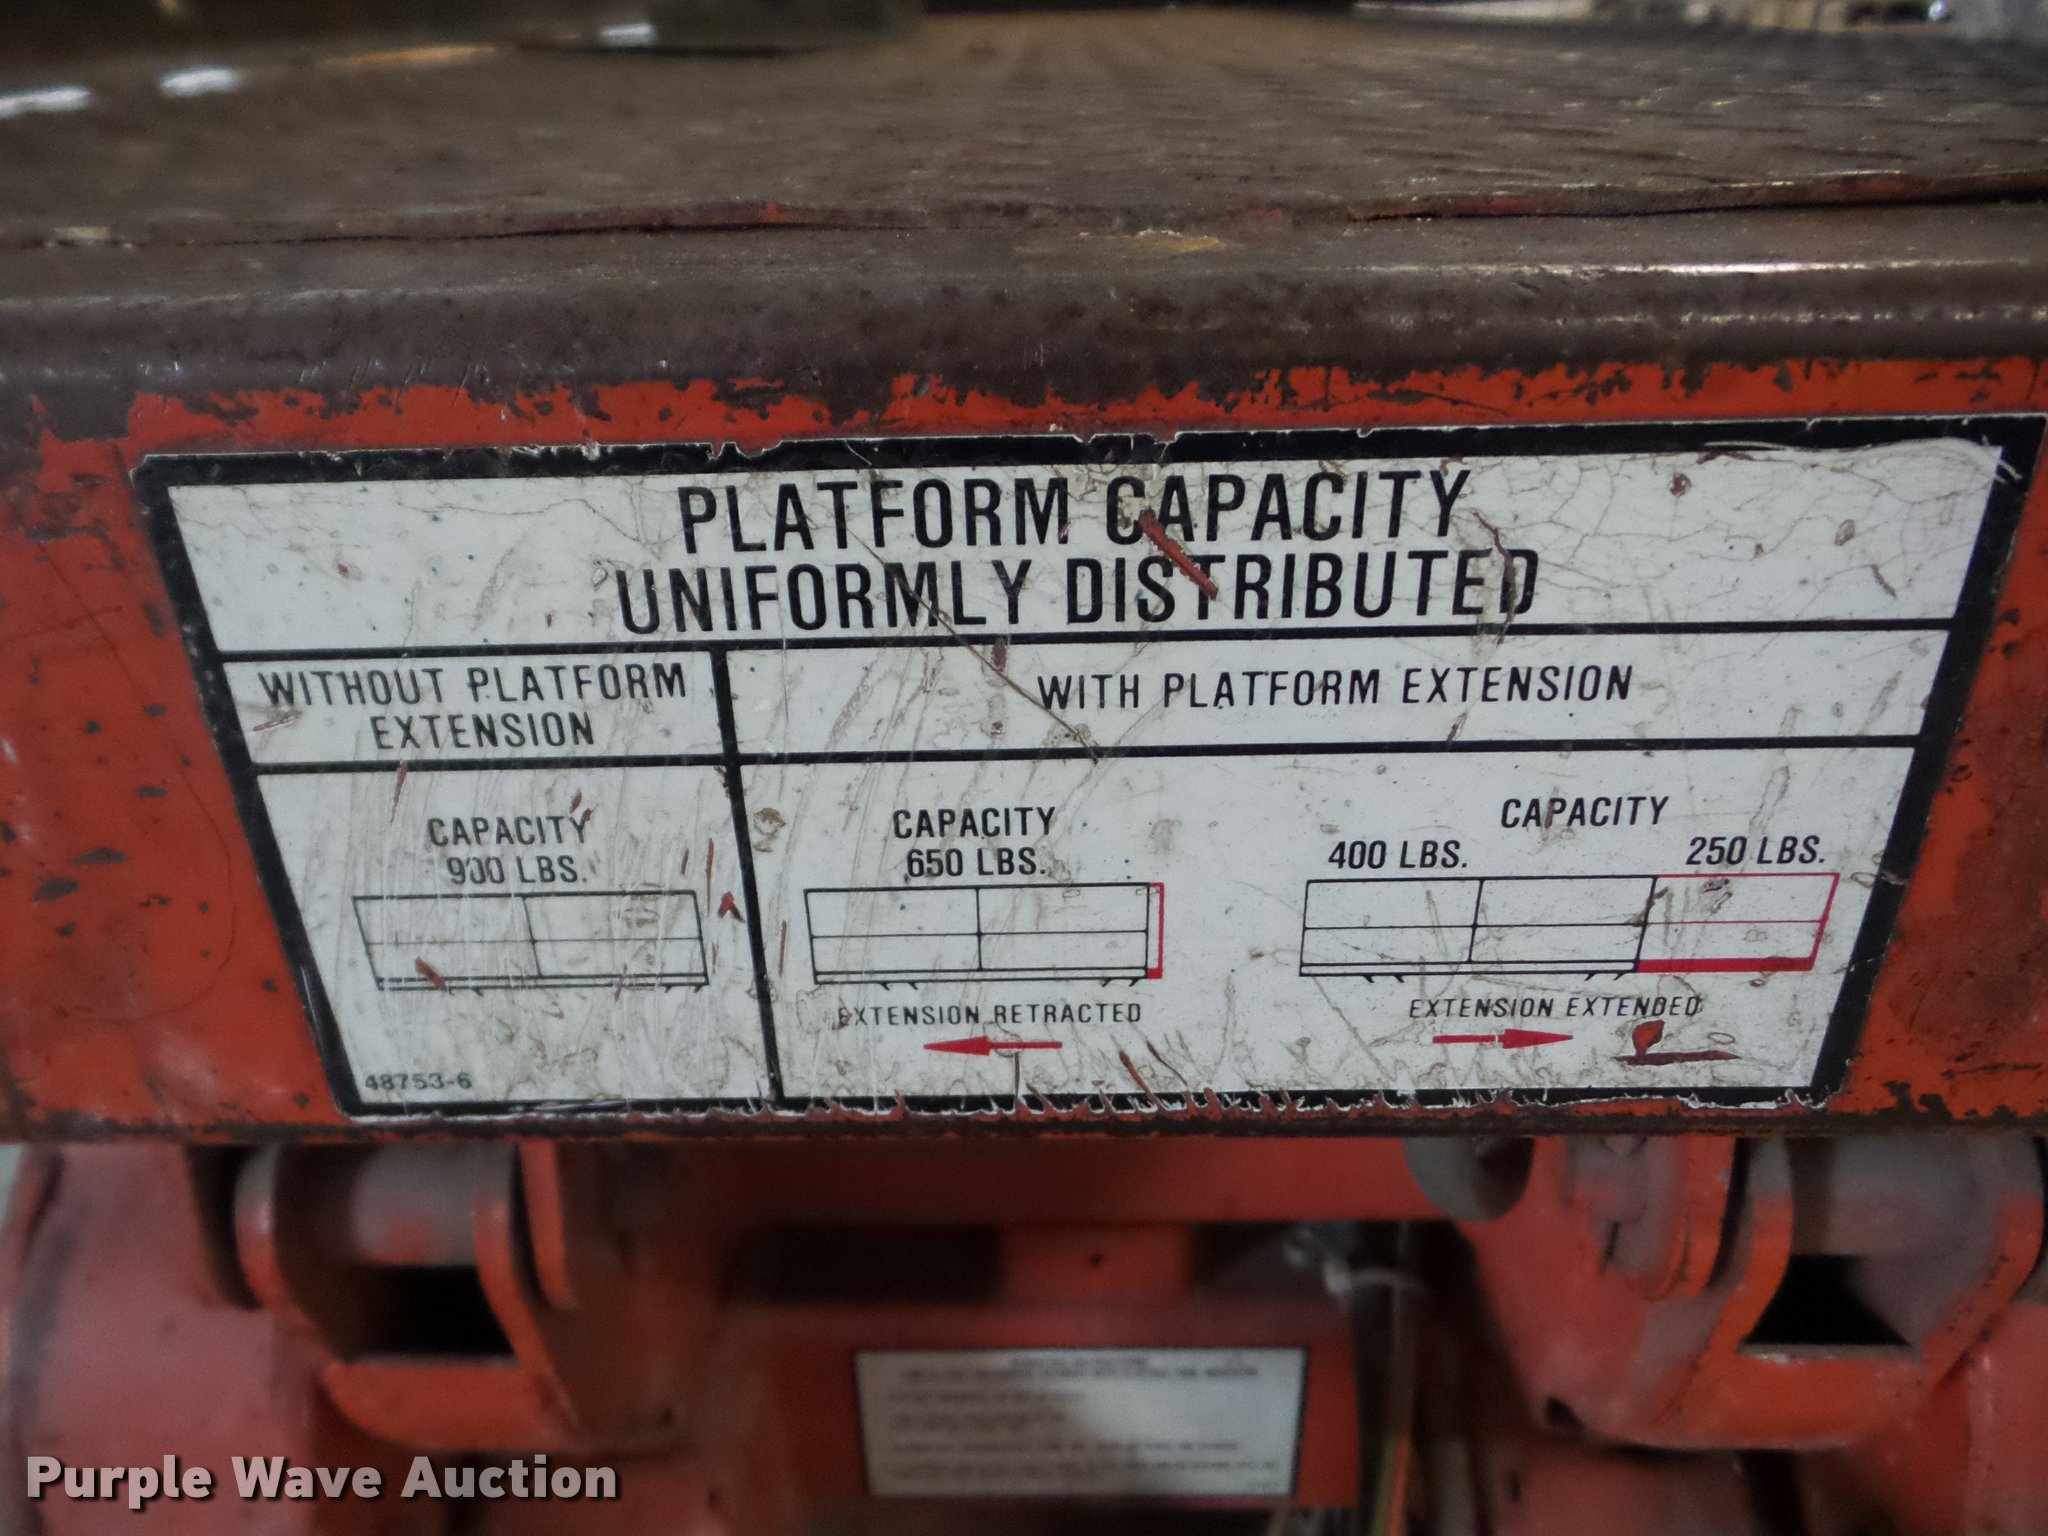 PLATFORM CAPACITY
UNIFORMLY DISTRIBUTED
WITHOUT PLATFORM
EXTENSION
WITH PLATFORM EXTENSION
CAPACITY
900 LBS.
CAPACITY
650 LBS.
EXTENSION RETRACTED
CAPACITY
400 LBS. 250 LBS.
EXTENSION EXTENDED
48753-6
Purple Wave Auction